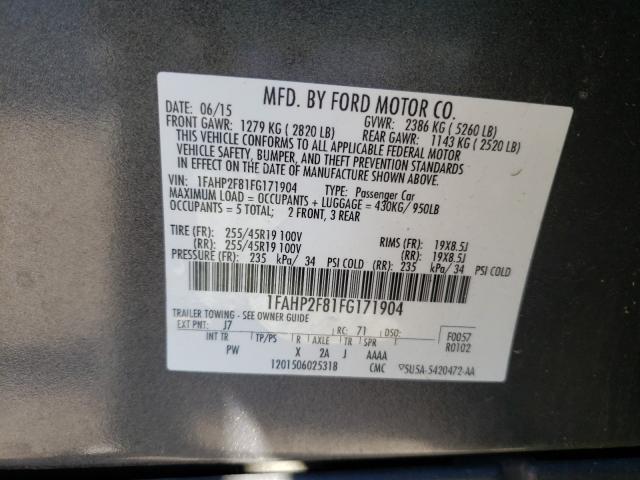 MFD. BY FORD MOTOR CO.
DATE: 06/15 GVWR: 2386 KG ( 5260 LB)
FRONT GAWR: 1279 KG ( 2820 LB) REAR GAWR: 1143 KG ( 2520 LB)
THIS VEHICLE CONFORMS TO ALL APPLICABLE FEDERAL MOTOR
VEHICLE SAFETY, BUMPER, AND THEFT PREVENTION STANDARDS
IN EFFECT ON THE DATE OF MANUFACTURE SHOWN ABOVE.
VIN: 1FAHP2F81FG171904 TYPE: Passenger Car
MAXIMUM LOAD = OCCUPANTS + LUGGAGE = 430KG/ 950LB
OCCUPANTS = 5 TOTAL; 2 FRONT, 3 REAR
TIRE (FR): 255/45R19 100V RIMS (FR): 19X8.5J
(RR): 255/45R19 100V (RR): 19X8.5J
PRESSURE (FR): 235 kPa/ 34 PSI COLD (RR): 235 kPa/ 34 PSI COLD
1FAHP2F81FG171904
TRAILER TOWING - SEE OWNER GUIDE
EXT PNT: J7 RC: 71 DSO: F0057
INT TR TP/PS R AXLE TR SPR R0102
PW X 2A J AAAA
1201506025318 CMC ▽5U5A-5420472-AA